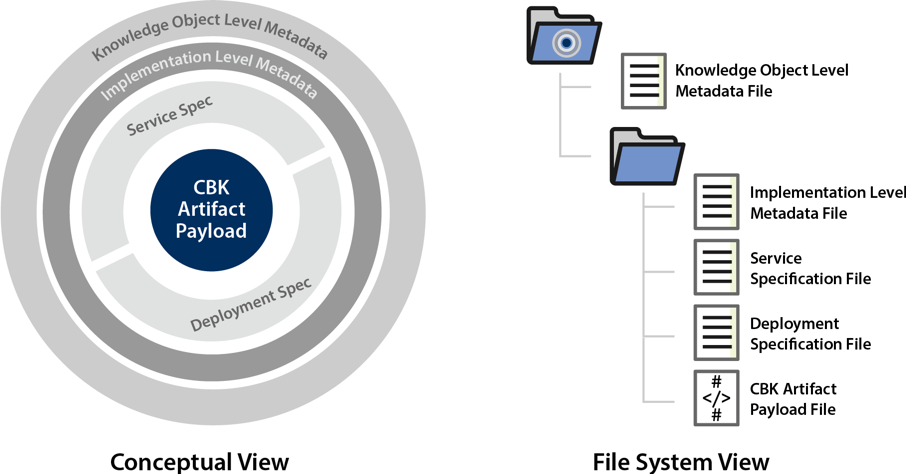 Knowledge Object Level Metadata
Implementation Level Metadata
Service Spec
CBK
Artifact
Payload
Deployment Spec
Conceptual View
Knowledge Object Level
Metadata File
Implementation Level
Metadata File
Service
Specification File
Deployment
Specification File
#
</>
#
CBK Artifact
Payload File
File System View